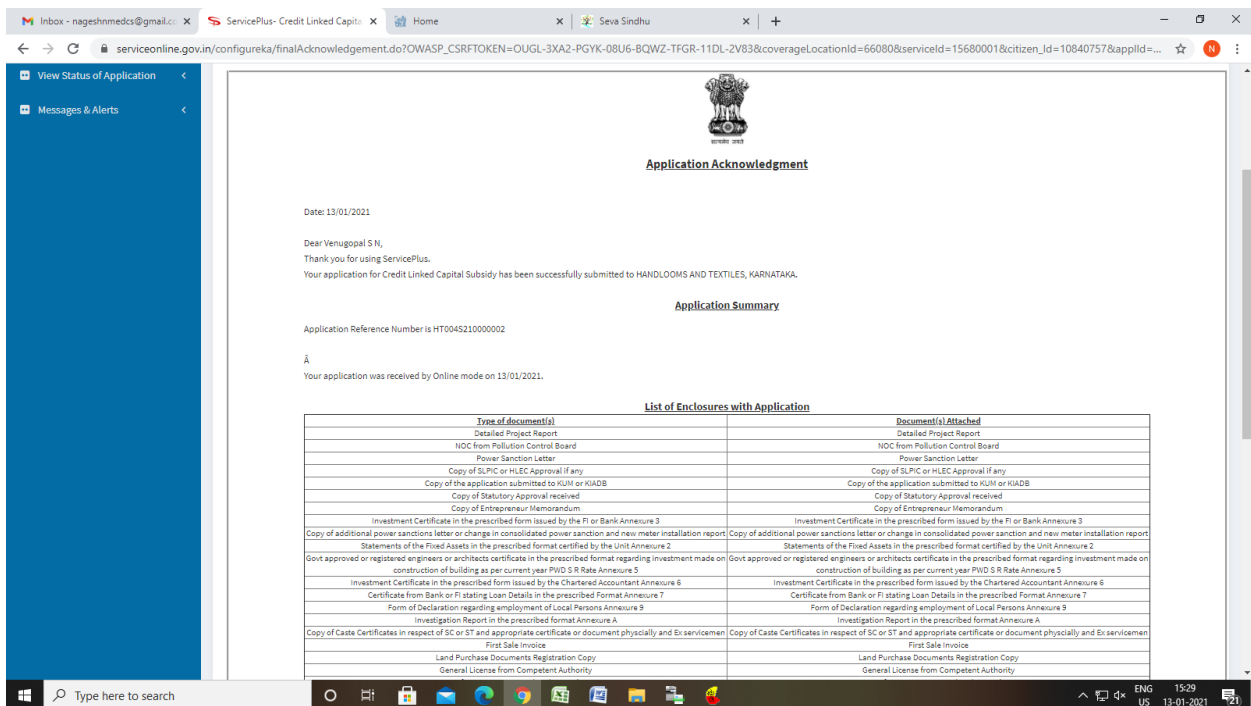 Inbox - nageshnmedcs@gmail.cc
ServicePlus- Credit Linked Capita
Home
Seva Sindhu
serviceonline.gov.in/configureka/finalAcknowledgement.do?OWASP_CSRFTOKEN=OUGL-3XA2-PGYK-08U6-BQWZ-TFGR-11DL-2V83&coverageLocationId=66080&serviceId=15680001&citizen_Id=10840757&applId=...
N
View Status of Application
Messages & Alerts
सत्यमेव जयते
Application Acknowledgment
Date: 13/01/2021
Dear Venugopal S N,
Thank you for using ServicePlus.
Your application for Credit Linked Capital Subsidy has been successfully submitted to HANDLOOMS AND TEXTILES, KARNATAKA.
Application Summary
Application Reference Number is HT004S210000002
Â
Your application was received by Online mode on 13/01/2021.
List of Enclosures with Application
Type of document(s) Document(s) Attached
Detailed Project Report Detailed Project Report
NOC from Pollution Control Board NOC from Pollution Control Board
Power Sanction Letter Power Sanction Letter
Copy of SLPIC or HLEC Approval if any Copy of SLPIC or HLEC Approval if any
Copy of the application submitted to KUM or KIADB Copy of the application submitted to KUM or KIADB
Copy of Statutory Approval received Copy of Statutory Approval received
Copy of Entrepreneur Memorandum Copy of Entrepreneur Memorandum
Investment Certificate in the prescribed form issued by the FI or Bank Annexure 3 Investment Certificate in the prescribed form issued by the FI or Bank Annexure 3
Copy of additional power sanctions letter or change in consolidated power sanction and new meter installation report Copy of additional power sanctions letter or change in consolidated power sanction and new meter installation report
Statements of the Fixed Assets in the prescribed format certified by the Unit Annexure 2 Statements of the Fixed Assets in the prescribed format certified by the Unit Annexure 2
Govt approved or registered engineers or architects certificate in the prescribed format regarding investment made on Govt approved or registered engineers or architects certificate in the prescribed format regarding investment made on
construction of building as per current year PWD S R Rate Annexure 5 construction of building as per current year PWD S R Rate Annexure 5
Investment Certificate in the prescribed form issued by the Chartered Accountant Annexure 6 Investment Certificate in the prescribed form issued by the Chartered Accountant Annexure 6
Certificate from Bank or FI stating Loan Details in the prescribed Format Annexure 7 Certificate from Bank or FI stating Loan Details in the prescribed Format Annexure 7
Form of Declaration regarding employment of Local Persons Annexure 9 Form of Declaration regarding employment of Local Persons Annexure 9
Investigation Report in the prescribed format Annexure A Investigation Report in the prescribed format Annexure A
Copy of Caste Certificates in respect of SC or ST and appropriate certificate or document physcially and Ex servicemen Copy of Caste Certificates in respect of SC or ST and appropriate certificate or document physcially and Ex servicemen
First Sale Invoice First Sale Invoice
Land Purchase Documents Registration Copy Land Purchase Documents Registration Copy
General License from Competent Authority General License from Competent Authority
Type here to search
ENG 15:29
US 13-01-2021
21